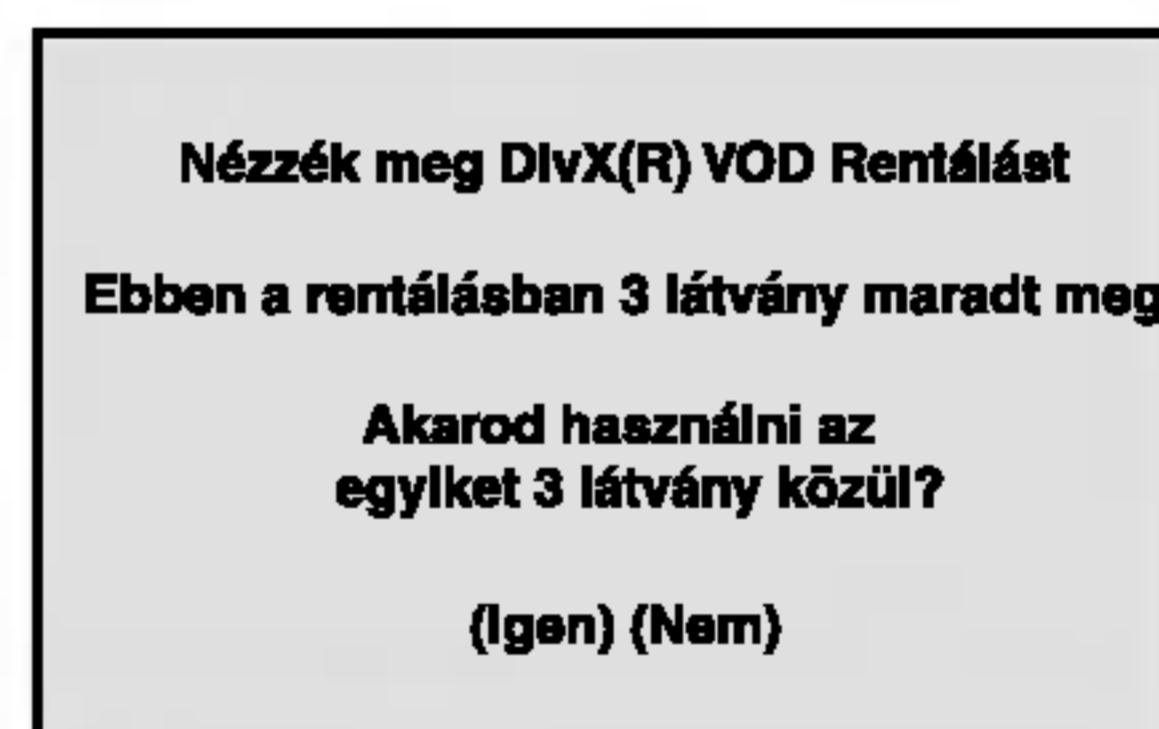 Nézzék meg DivX(R) VOD Rentálást
Ebben a rentálásban 3 látvány maradt meg
Akarod használni az
egyiket 3 látvány közül?
(Igen) (Nem)